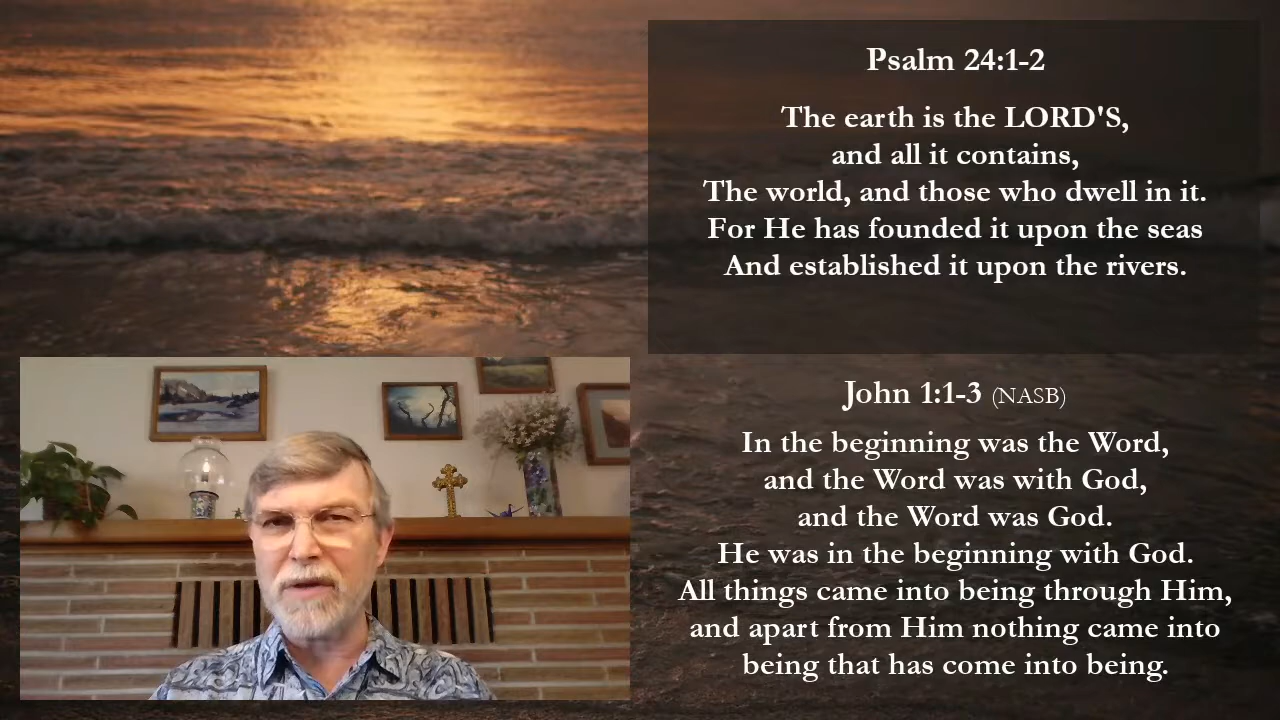 Psalm 24:1-2
The earth is the LORD'S,
and all it contains,
The world, and those who dwell in it.
For He has founded it upon the seas
And established it upon the rivers.
John 1:1-3 (NASB)
In the beginning was the Word,
and the Word was with God,
and the Word was God.
He was in the beginning with God.
All things came into being through Him,
and apart from Him nothing came into
being that has come into being.